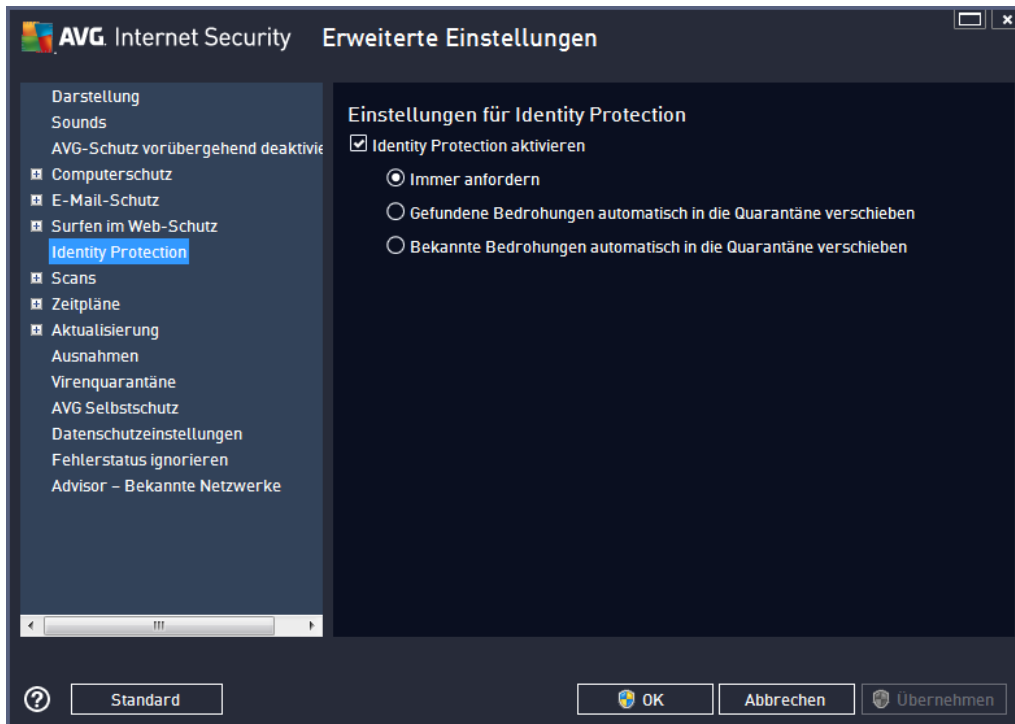 AVG. Internet Security Erweiterte Einstellungen
Darstellung
Sounds
AVG-Schutz vorübergehend deaktivie
Computerschutz
E-Mail-Schutz
Surfen im Web-Schutz
Identity Protection
Scans
Zeitpläne
Aktualisierung
Ausnahmen
Virenquarantäne
AVG Selbstschutz
Datenschutzeinstellungen
Fehlerstatus ignorieren
Advisor – Bekannte Netzwerke
Einstellungen für Identity Protection
Identity Protection aktivieren
Immer anfordern
Gefundene Bedrohungen automatisch in die Quarantäne verschieben
Bekannte Bedrohungen automatisch in die Quarantäne verschieben
? Standard OK Abbrechen Übernehmen